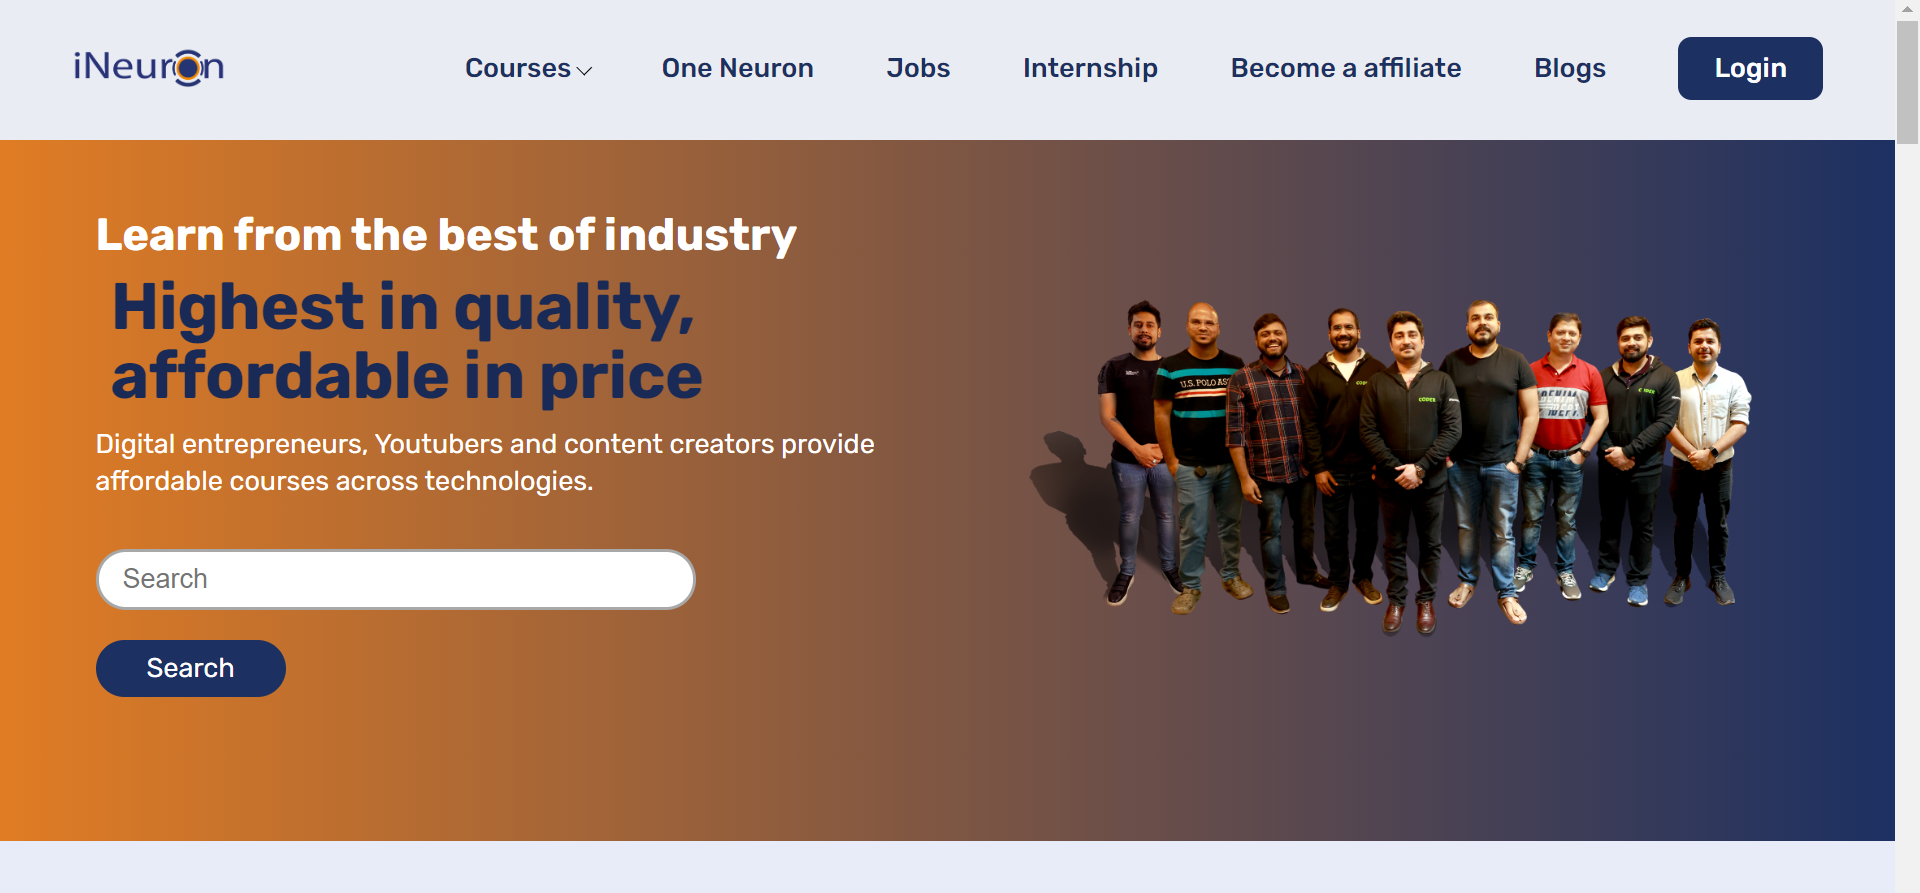 iNeuron
Courses
One Neuron
Jobs
Internship
Become a affiliate
Blogs
Login
Learn from the best of industry
Highest in quality,
affordable in price
Digital entrepreneurs, Youtubers and content creators provide
affordable courses across technologies.
Search
Search
U.S. POLO AS
CODER